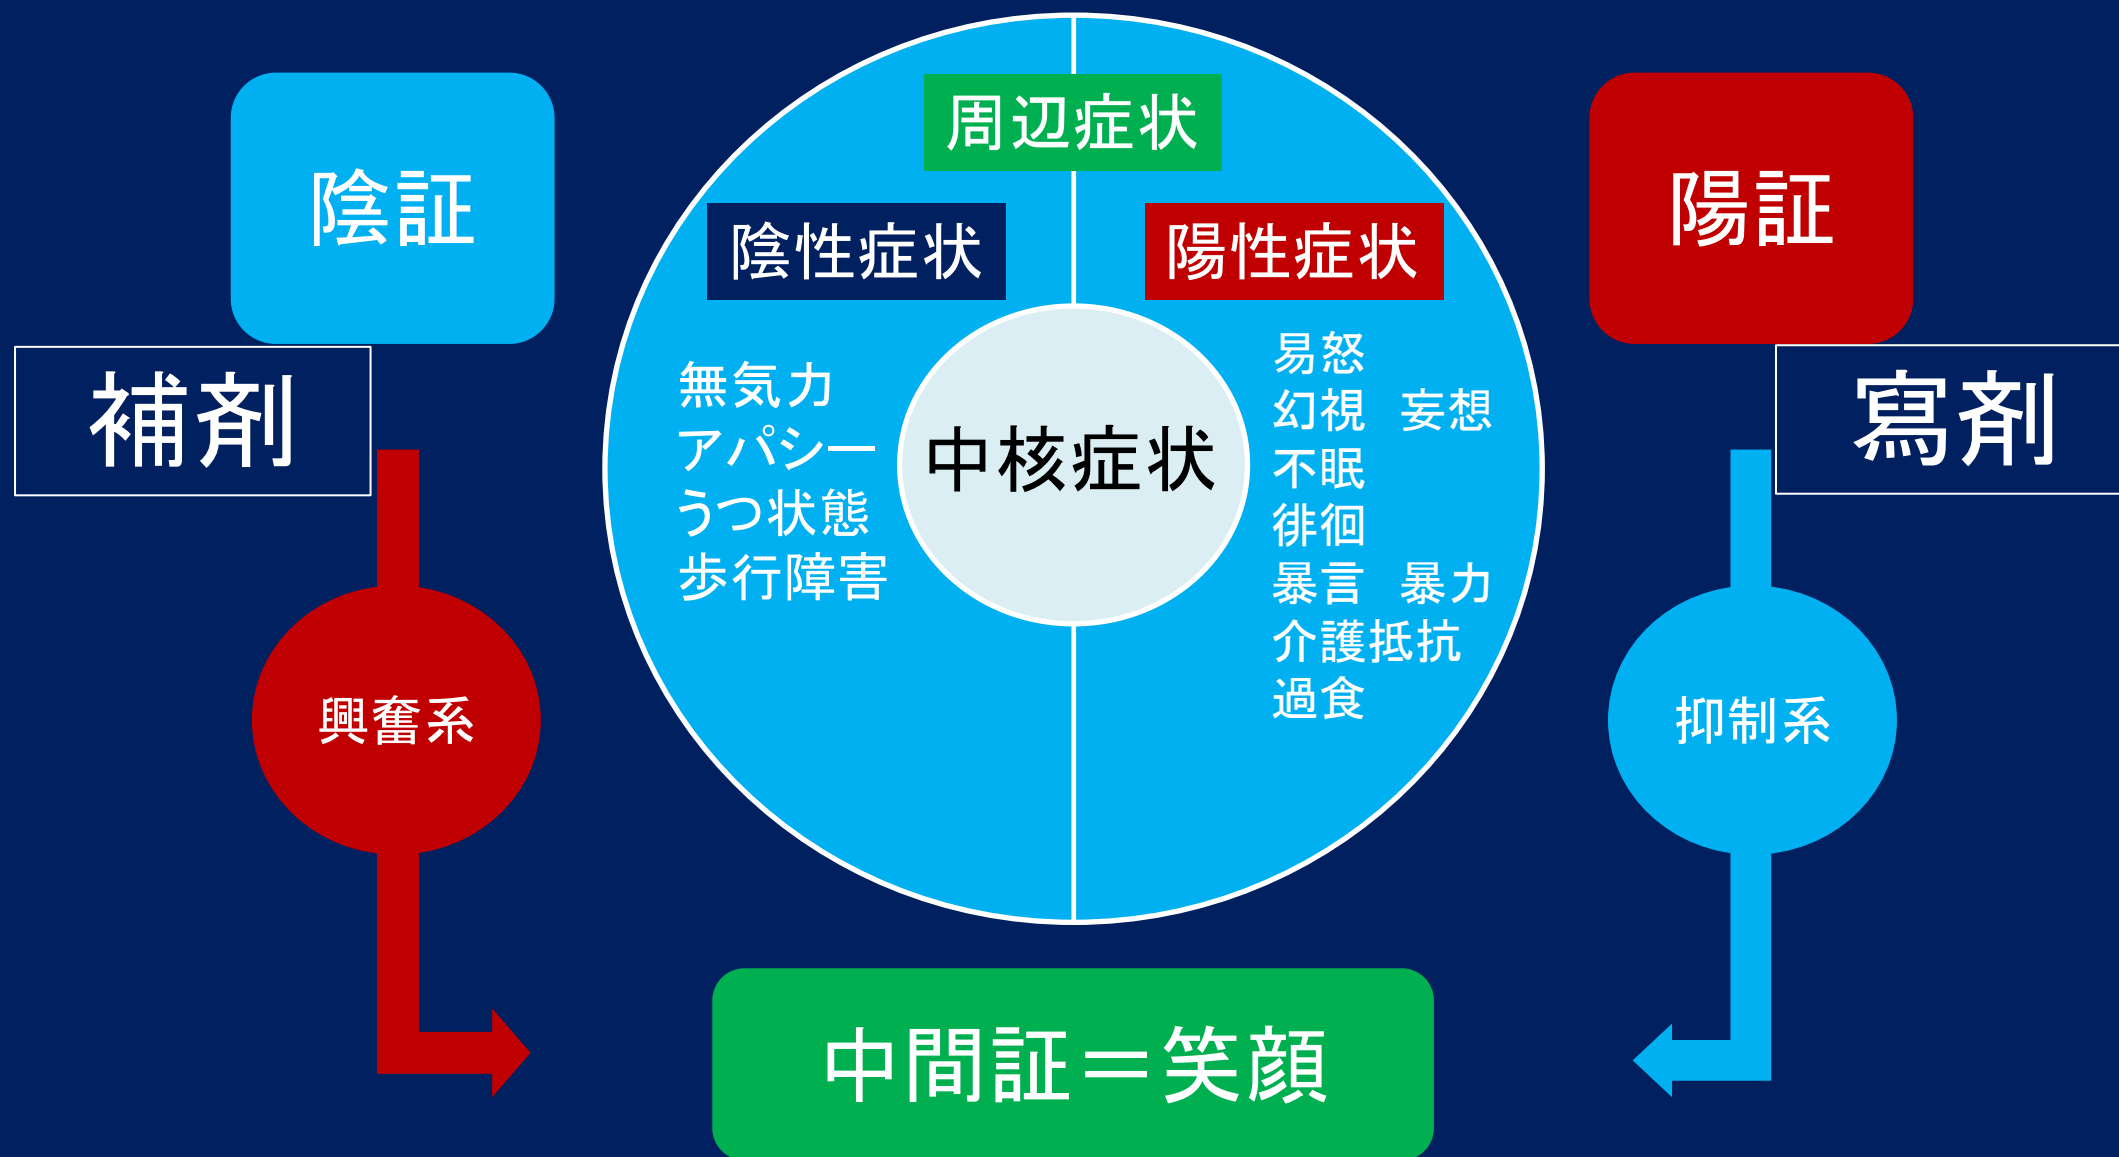 周辺症状
陰証
陽証
陰性症状
陽性症状
補剤
寫剤
無気力
アパシー
うつ状態
歩行障害
中核症状
易怒
幻視　妄想
不眠
徘徊
暴言　暴力
介護抵抗
過食
興奮系
抑制系
中間証＝笑顔